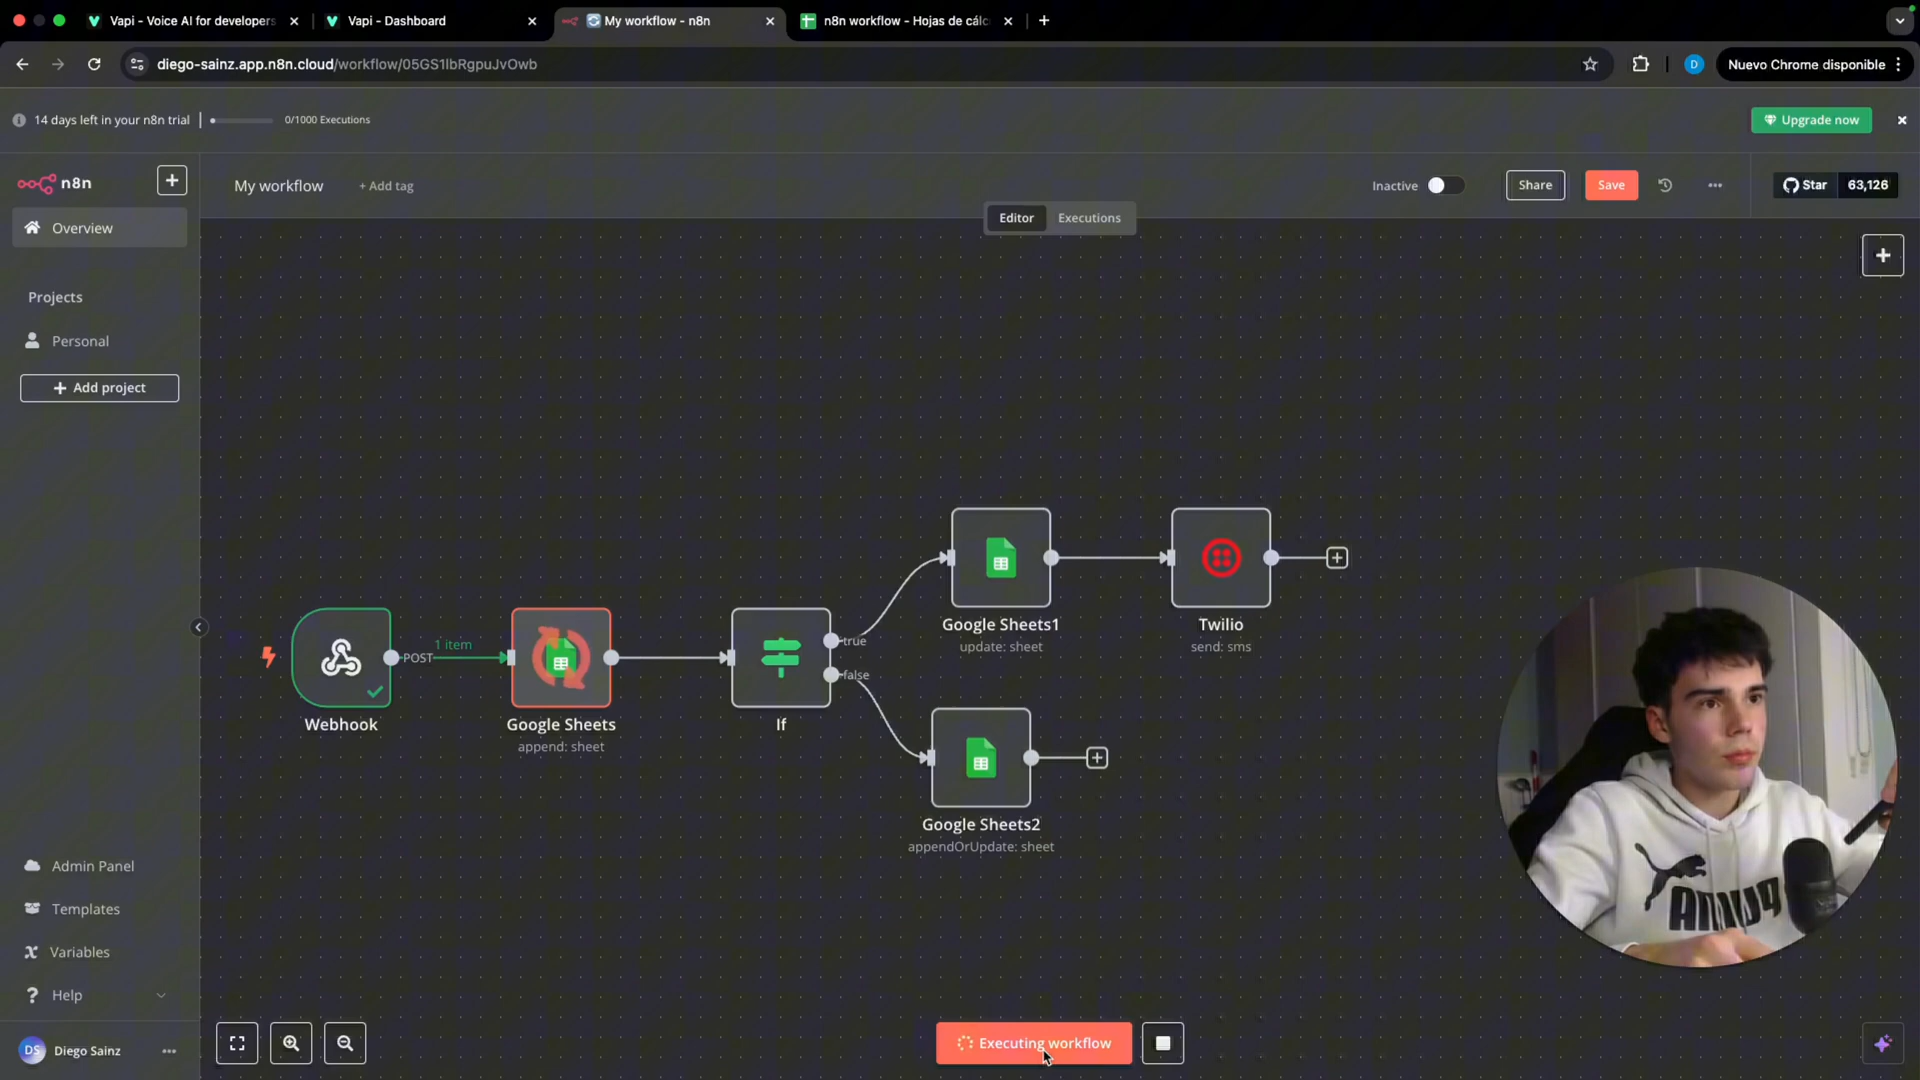 Vapi - Voice AI for developers
Vapi - Dashboard
My workflow - n8n
n8n workflow - Hojas de cálc
diego-sainz.app.n8n.cloud/workflow/05GS1lbRgpuJvOwb
D
Nuevo Chrome disponible
14 days left in your n8n trial
0/1000 Executions
Upgrade now
n8n
My workflow
+ Add tag
Inactive
Share
Save
Star
63,126
Editor
Executions
Overview
Projects
Personal
Add project
1 item
POST
true
false
Webhook
Google Sheets
append: sheet
If
Google Sheets1
update: sheet
Twilio
send: sms
Google Sheets2
appendOrUpdate: sheet
Admin Panel
Templates
Variables
Help
DS
Diego Sainz
Executing workflow